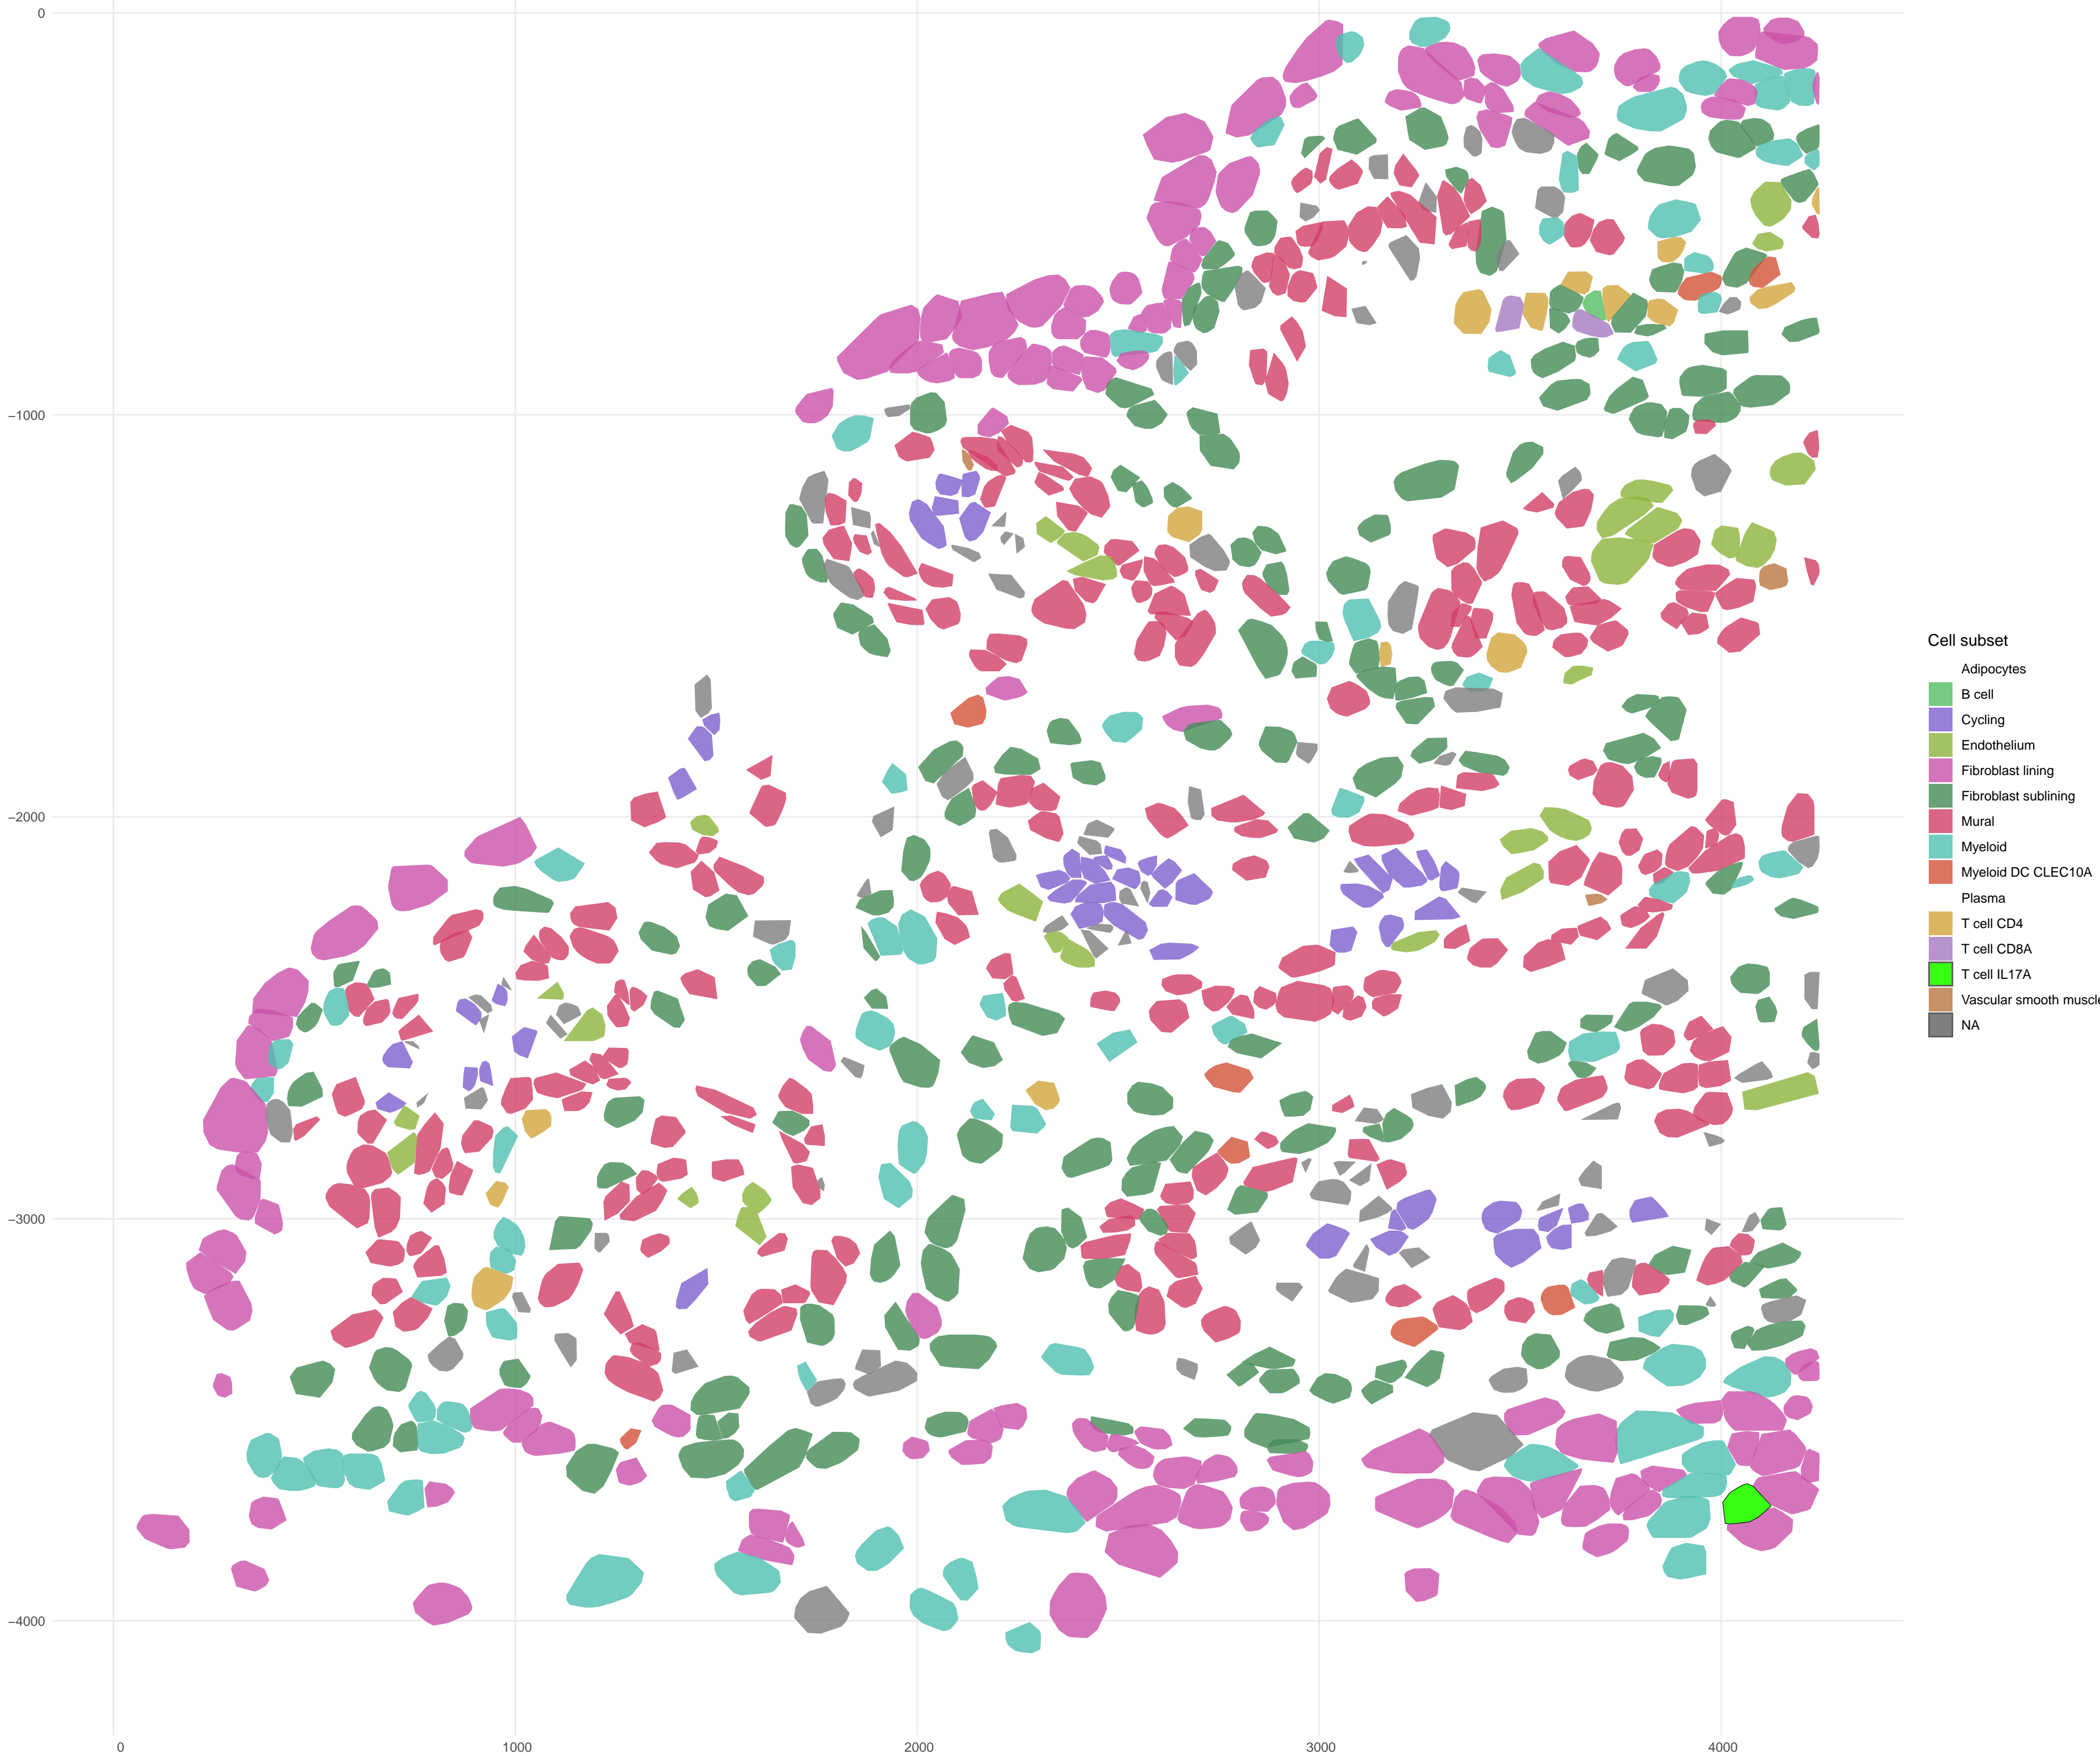 0
−1000
−2000
−3000
−4000
0
1000
2000
3000
4000
Cell subset
Adipocytes
B cell
Cycling
Endothelium
Fibroblast lining
Fibroblast sublining
Mural
Myeloid
Myeloid DC CLEC10A
Plasma
T cell CD4
T cell CD8A
T cell IL17A
Vascular smooth muscle
NA